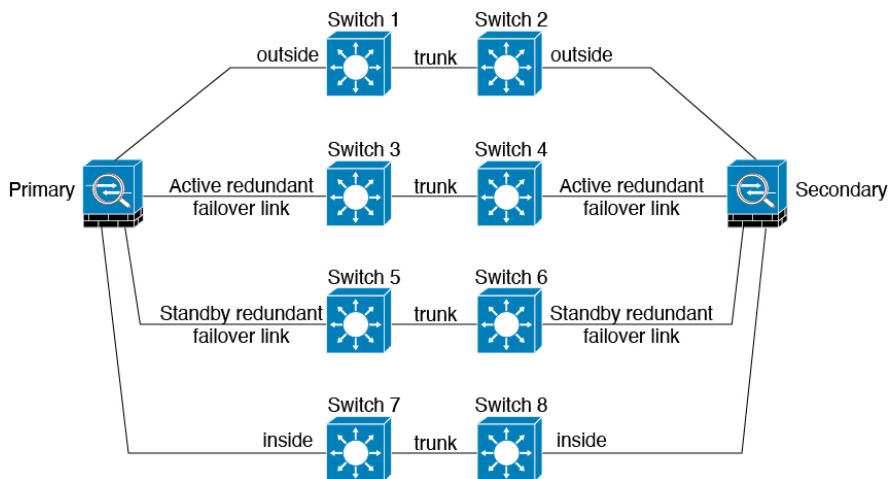 Switch 1
Switch 2
outside
trunk
outside
Switch 3
Switch 4
Primary
Active redundant
failover link
trunk
Active redundant
failover link
Secondary
Switch 5
Switch 6
Standby redundant
failover link
trunk
Standby redundant
failover link
Switch 7
Switch 8
inside
trunk
inside